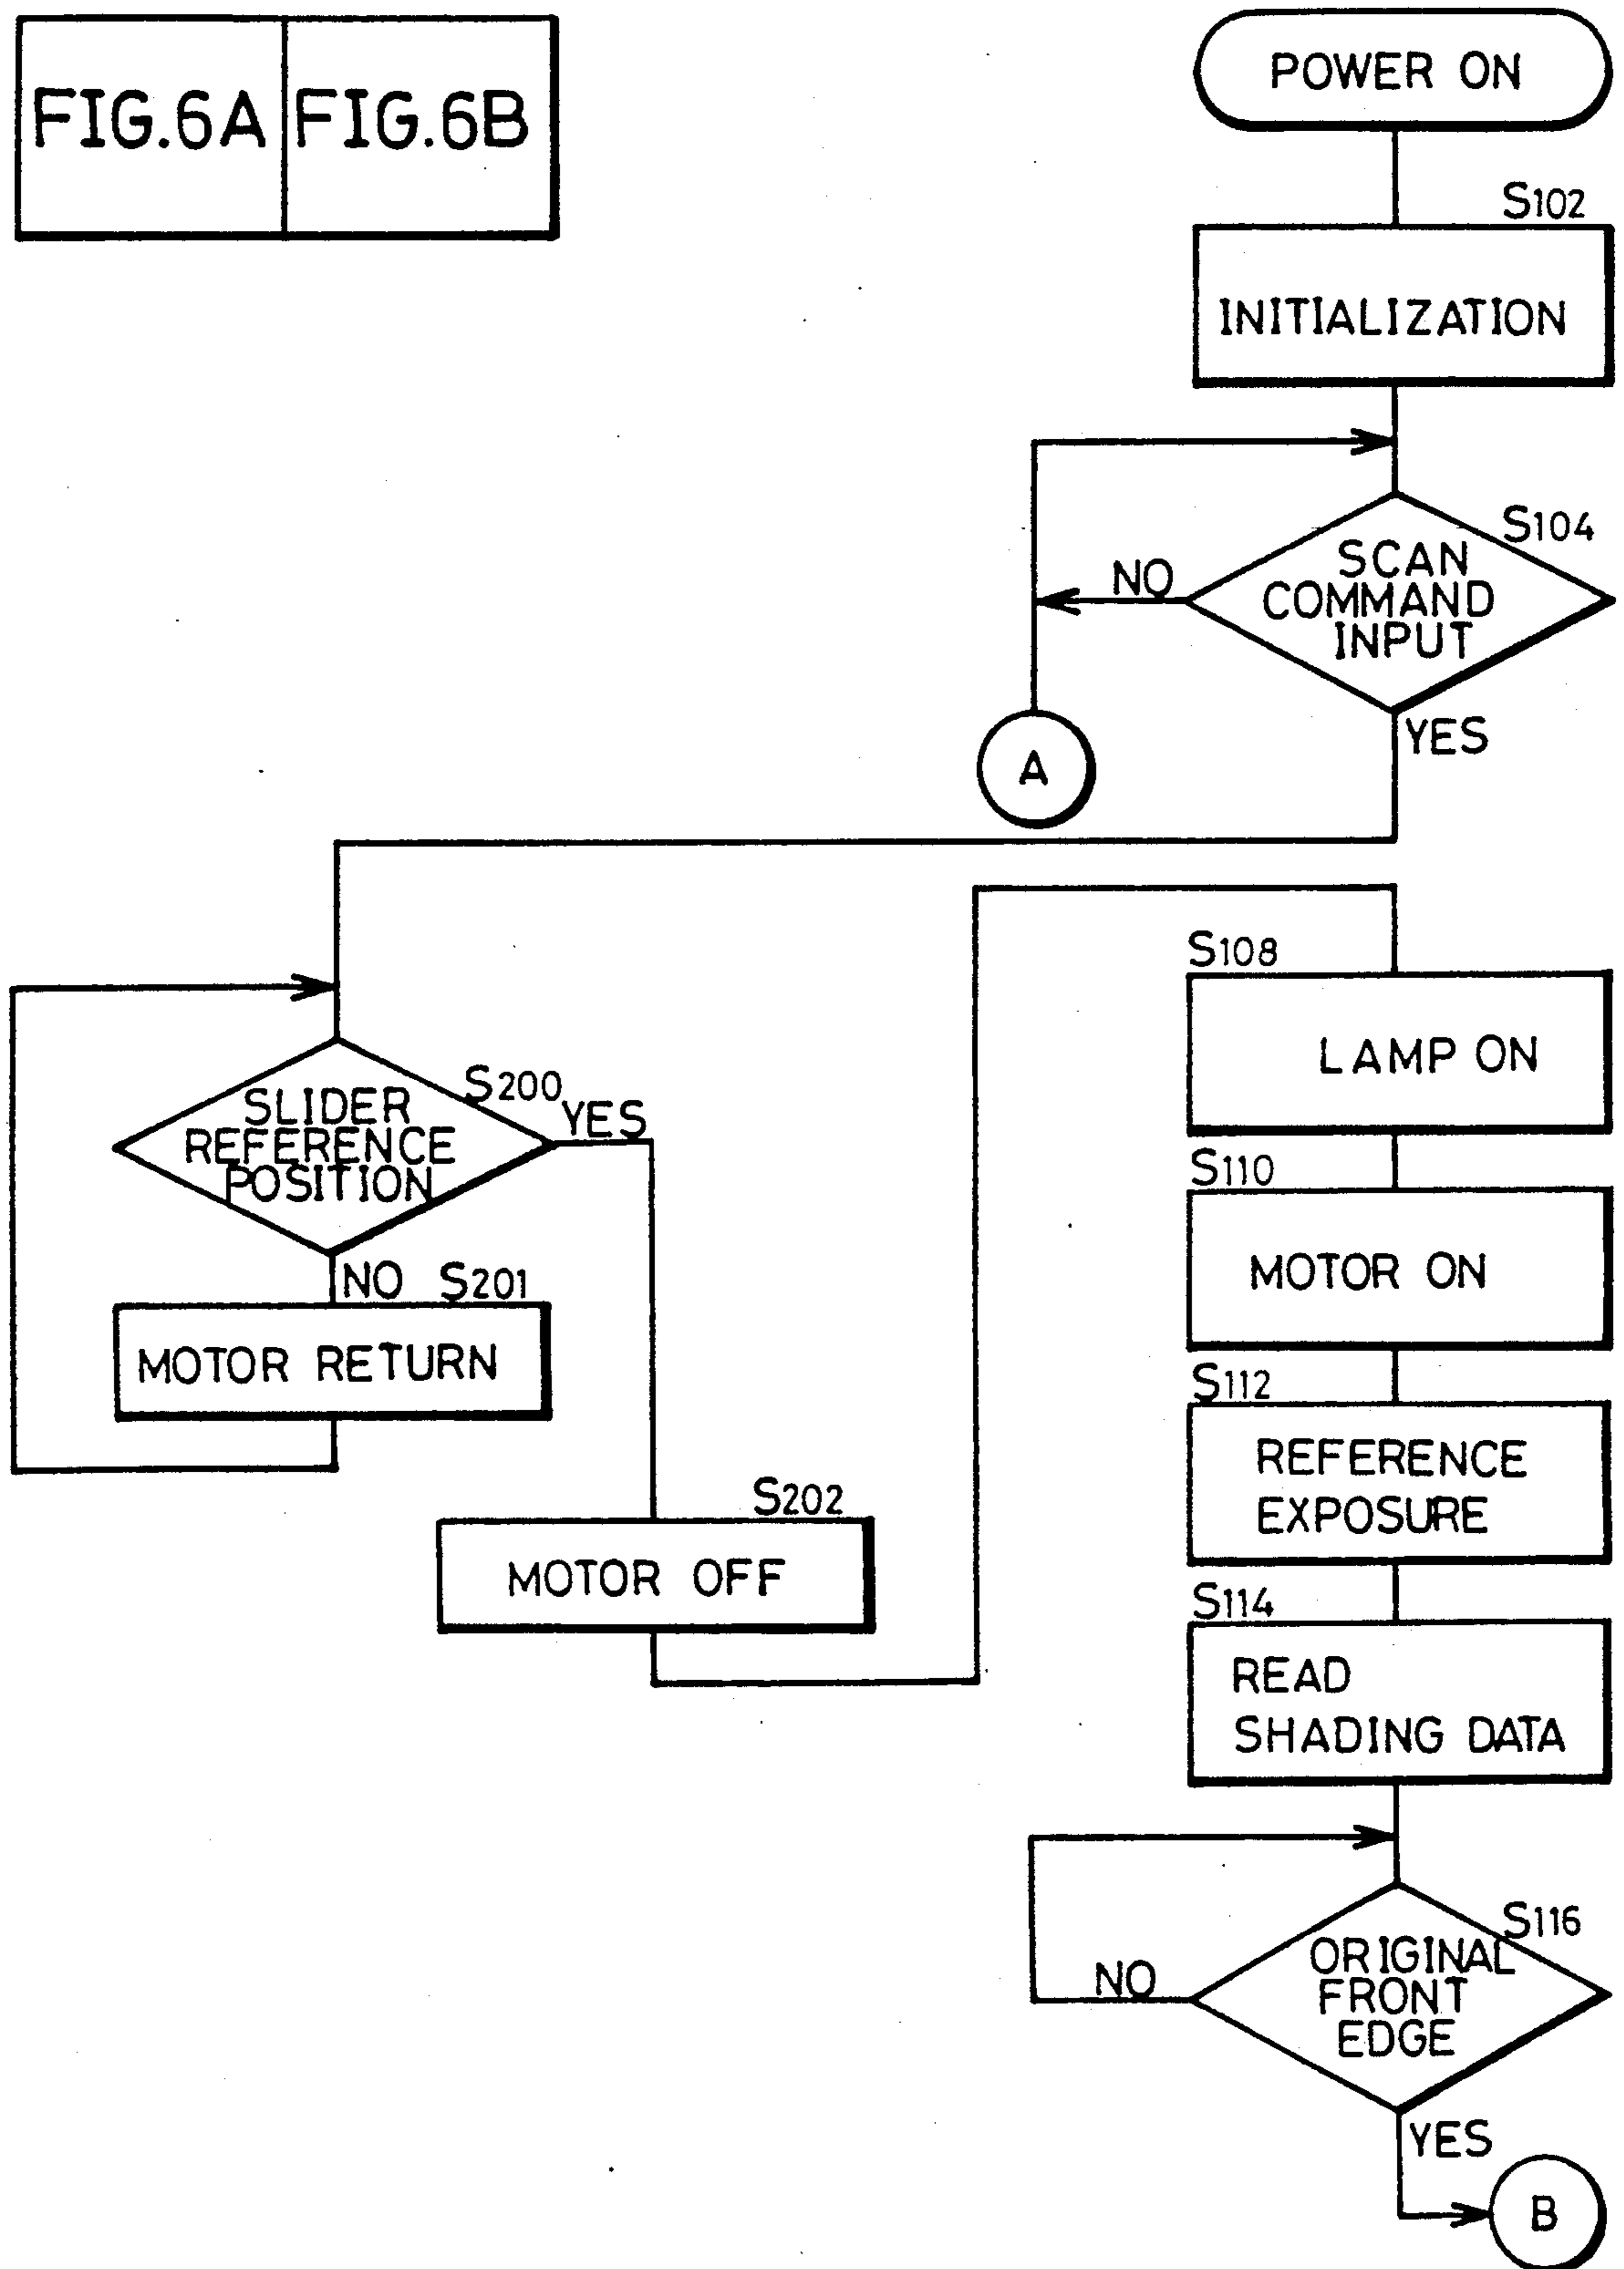 FIG.6A FIG.6B
POWER ON
S102
INITIALIZATION
S104
SCAN
COMMAND
INPUT
NO
YES
A
S200
SLIDER
REFERENCE
POSITION
YES
NO
S201
MOTOR RETURN
S202
MOTOR OFF
S108
LAMP ON
S110
MOTOR ON
S112
REFERENCE
EXPOSURE
S114
READ
SHADING DATA
S116
ORIGINAL
FRONT
EDGE
NO
YES
B